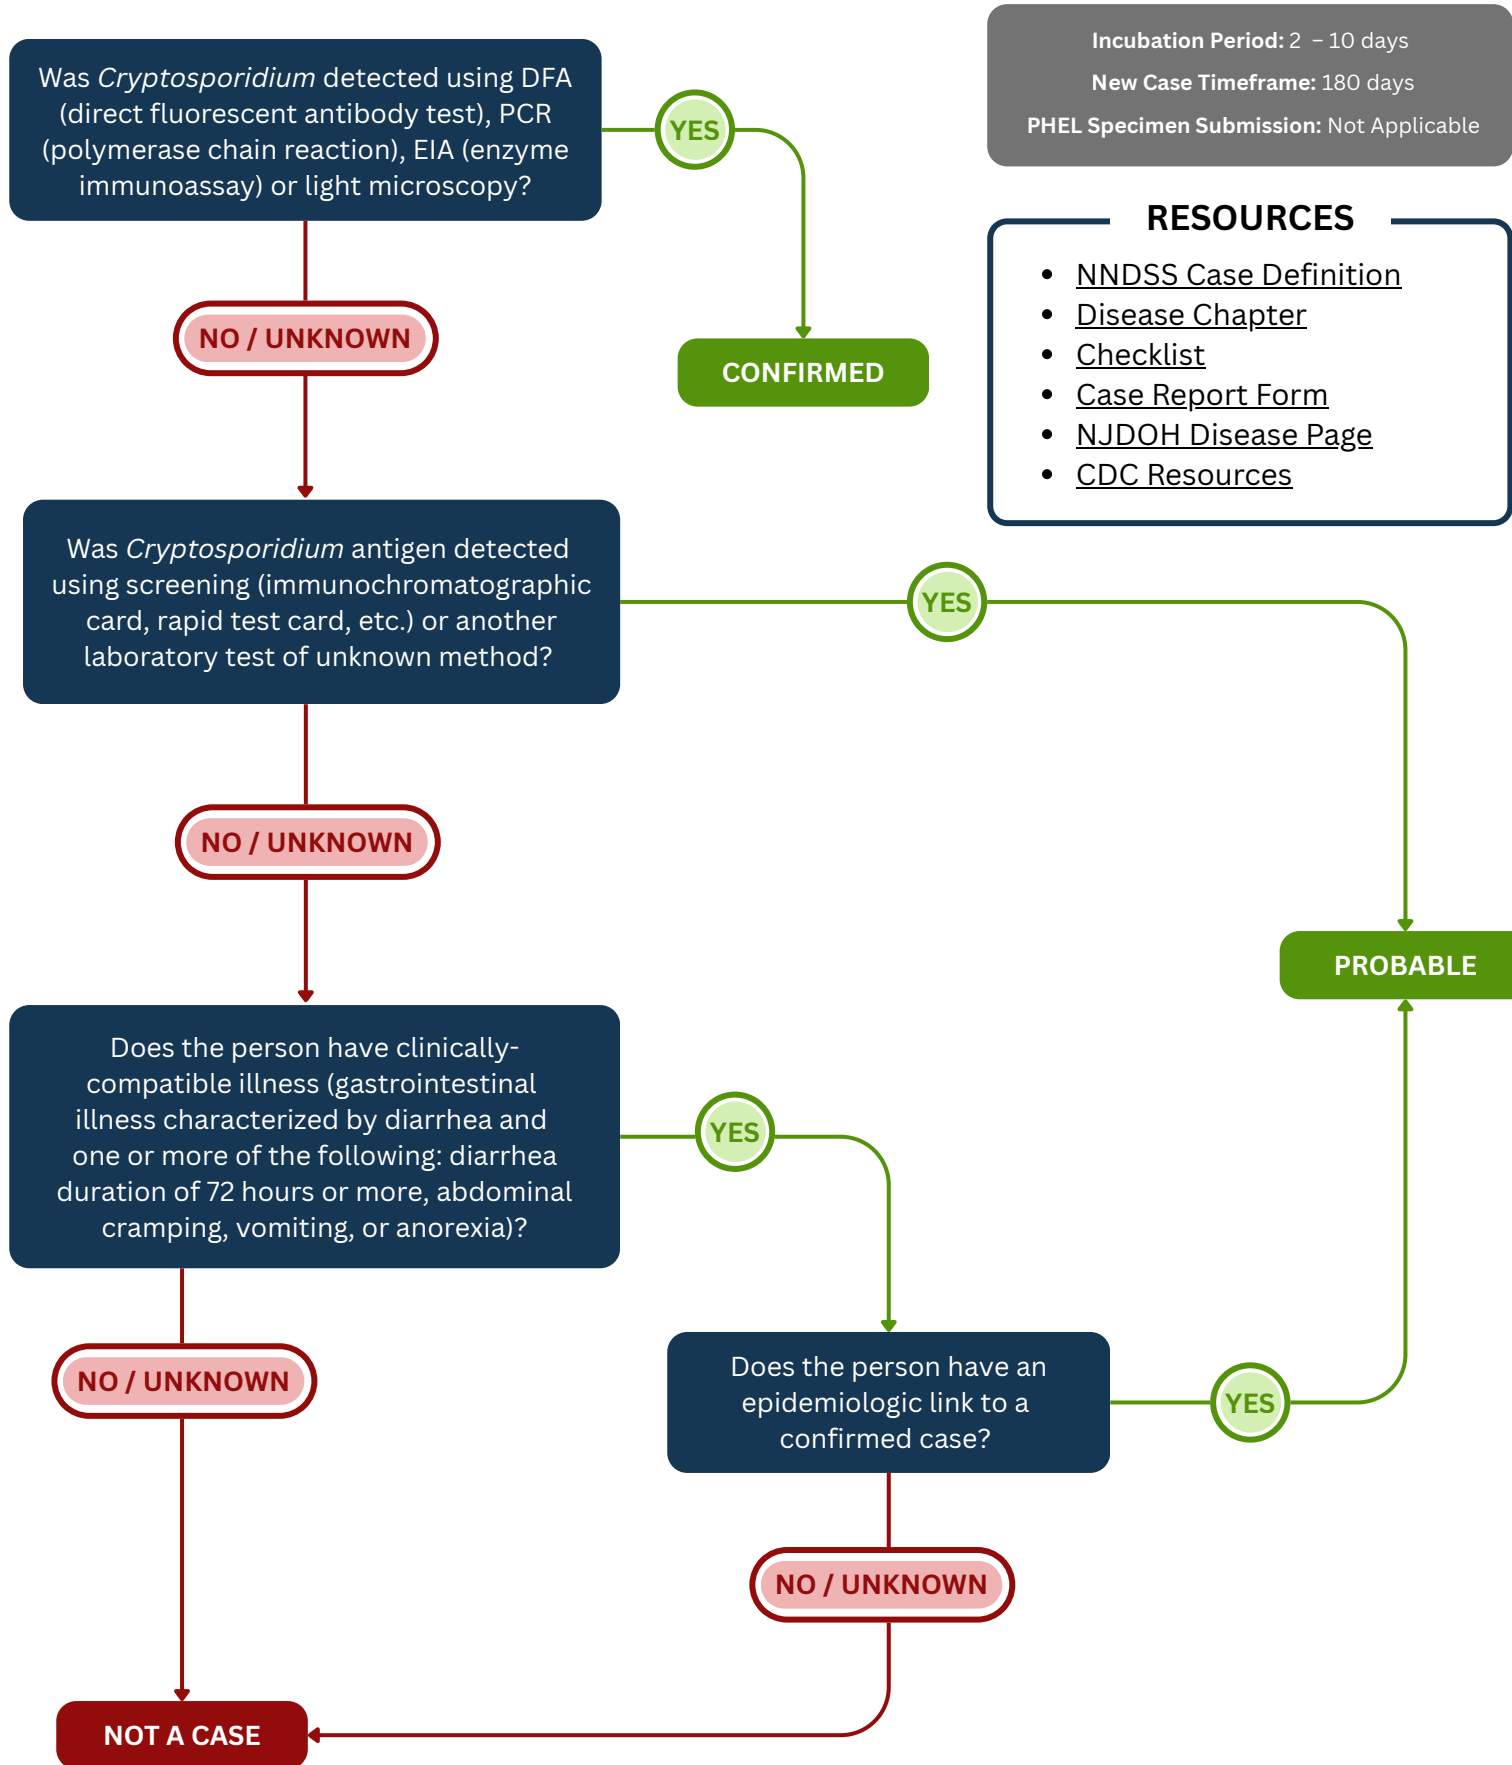 Was Cryptosporidium detected using DFA
(direct fluorescent antibody test), PCR
(polymerase chain reaction), EIA (enzyme
immunoassay) or light microscopy?
YES
Incubation Period: 2 – 10 days
New Case Timeframe: 180 days
PHEL Specimen Submission: Not Applicable
RESOURCES
• NNDSS Case Definition
• Disease Chapter
• Checklist
• Case Report Form
• NJDOH Disease Page
• CDC Resources
NO / UNKNOWN
CONFIRMED
Was Cryptosporidium antigen detected
using screening (immunochromatographic
card, rapid test card, etc.) or another
laboratory test of unknown method?
YES
NO / UNKNOWN
PROBABLE
Does the person have clinically-
compatible illness (gastrointestinal
illness characterized by diarrhea and
one or more of the following: diarrhea
duration of 72 hours or more, abdominal
cramping, vomiting, or anorexia)?
YES
NO / UNKNOWN
Does the person have an
epidemiologic link to a
confirmed case?
YES
NO / UNKNOWN
NOT A CASE